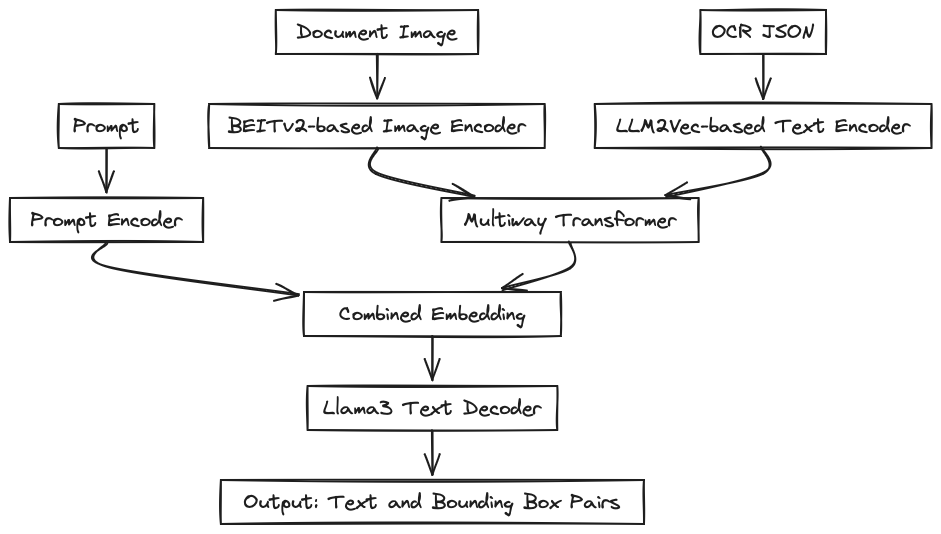 Document Image
OCR JSON
Prompt
BEITv2-based Image Encoder
LLM2Vec-based Text Encoder
Prompt Encoder
Multiway Transformer
Combined Embedding
Llama3 Text Decoder
Output: Text and Bounding Box Pairs